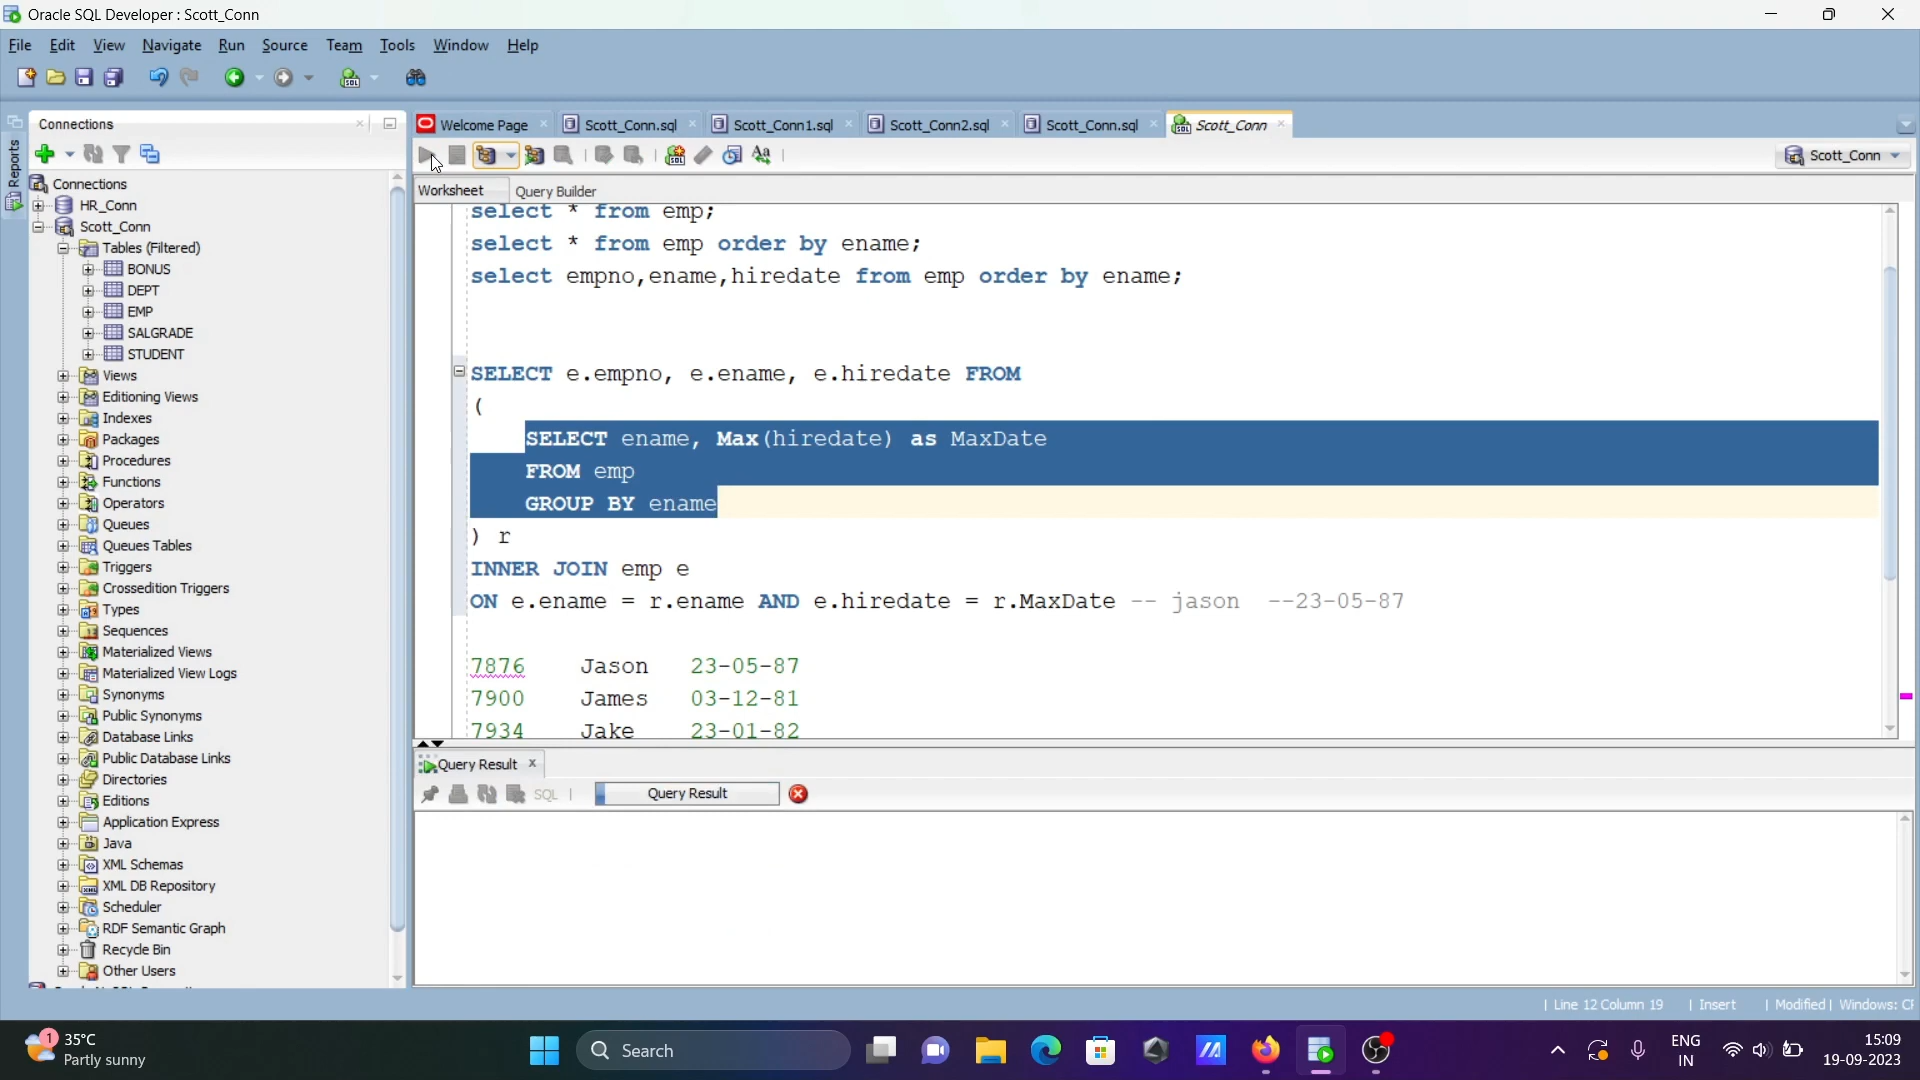 Oracle SQL Developer : Scott_Conn
File Edit View Navigate Run Source Team Tools Window Help
Connections
Reports
Welcome Page
Scott_Conn.sql
Scott_Conn1.sql
Scott_Conn2.sql
Scott_Conn.sql
Scott_Conn
Scott_Conn
Worksheet Query Builder
Connections
HR_Conn
Scott_Conn
Tables (Filtered)
BONUS
DEPT
EMP
SALGRADE
STUDENT
Views
Editioning Views
Indexes
Packages
Procedures
Functions
Operators
Queues
Queues Tables
Triggers
Crossedition Triggers
Types
Sequences
Materialized Views
Materialized View Logs
Synonyms
Public Synonyms
Database Links
Public Database Links
Directories
Editions
Application Express
Java
XML Schemas
XML DB Repository
Scheduler
RDF Semantic Graph
Recycle Bin
Other Users
select * from emp;
select * from emp order by ename;
select empno,ename,hiredate from emp order by ename;
SELECT e.empno, e.ename, e.hiredate FROM
(
SELECT ename, Max(hiredate) as MaxDate
FROM emp
GROUP BY ename
) r
INNER JOIN emp e
ON e.ename = r.ename AND e.hiredate = r.MaxDate -- jason --23-05-87
7876 Jason 23-05-87
7900 James 03-12-81
7934 Jake 23-01-82
Query Result
SQL
Query Result
Line 12 Column 19 | Insert | Modified | Windows: CF
1
35°C
Partly sunny
Search
ENG
IN
15:09
19-09-2023